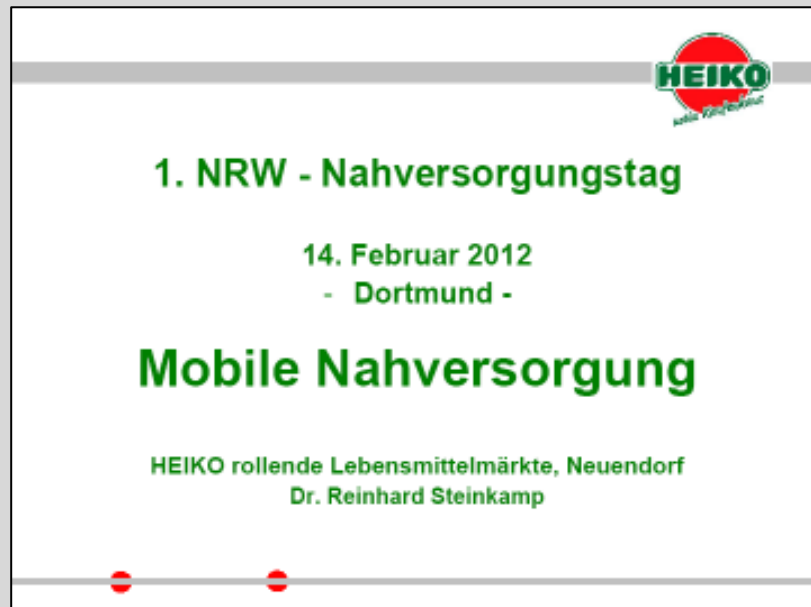 HEIKO
1. NRW - Nahversorgungstag
14. Februar 2012
- Dortmund -
Mobile Nahversorgung
HEIKO rollende Lebensmittelmärkte, Neuendorf
Dr. Reinhard Steinkamp